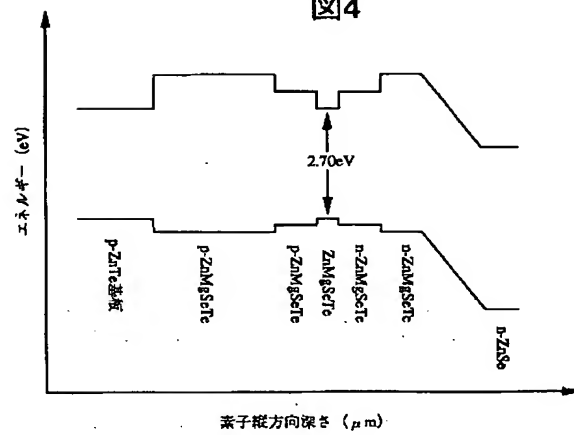 図4
エネルギー (eV)
2.70eV
p-ZnTe基板
p-ZnMgSeTe
p-ZnMgSeTe
ZnMgSeTe
n-ZnMgSeTe
n-ZnMgSeTe
n-ZnSe
素子縦方向深さ (μm)